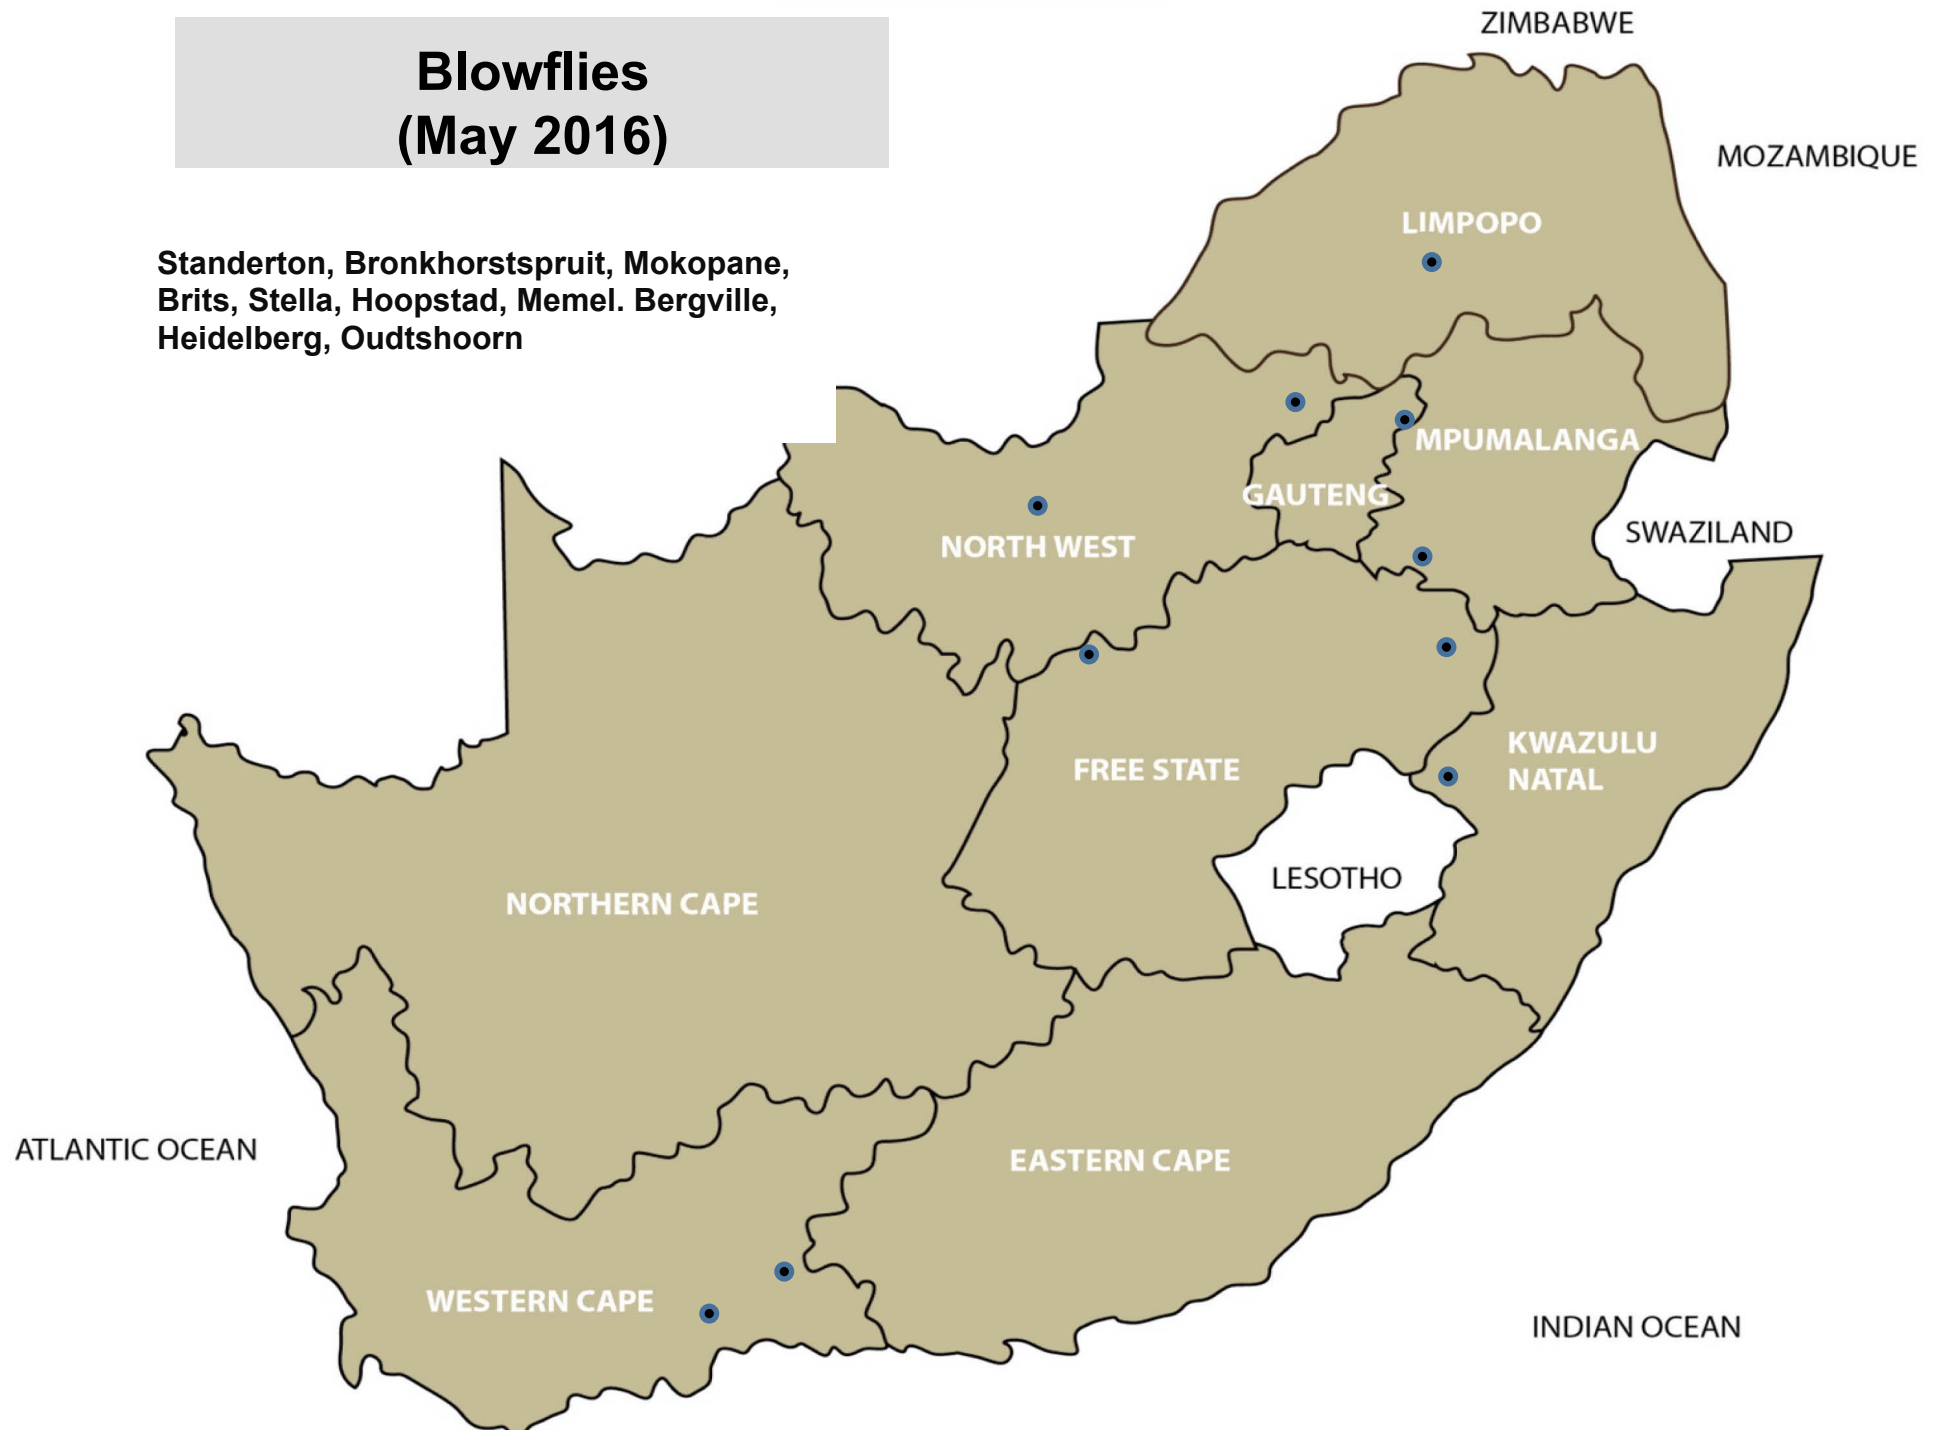 Blowflies
(May 2016)
Standerton, Bronkhorstspruit, Mokopane,
Brits, Stella, Hoopstad, Memel. Bergville,
Heidelberg, Oudtshoorn
ZIMBABWE
MOZAMBIQUE
LIMPOPO
MPUMALANGA
GAUTENG
SWAZILAND
NORTH WEST
KWAZULU
NATAL
FREE STATE
LESOTHO
NORTHERN CAPE
ATLANTIC OCEAN
EASTERN CAPE
WESTERN CAPE
INDIAN OCEAN